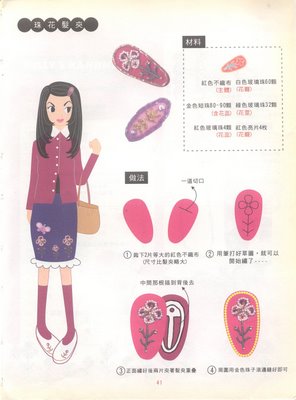 珠花髮夾
材料
紅色不織布 白色玻璃珠60顆
(主體) (花瓣)
金色短珠80-90顆 綠色玻璃珠32顆
(含花蕊) (花莖)
紅色玻璃珠4顆 紅色亮片4枚
(花蕊) (花瓣)
做法
一道切口
①剪下2片等大的紅色不織布
(尺寸比髮夾略大)
②用筆打好草圖，就可以
開始繡了----
中間那根插到背後去
③正面繡好後兩片夾著髮夾重疊
④周圍用金色珠子滾邊縫好即可
41